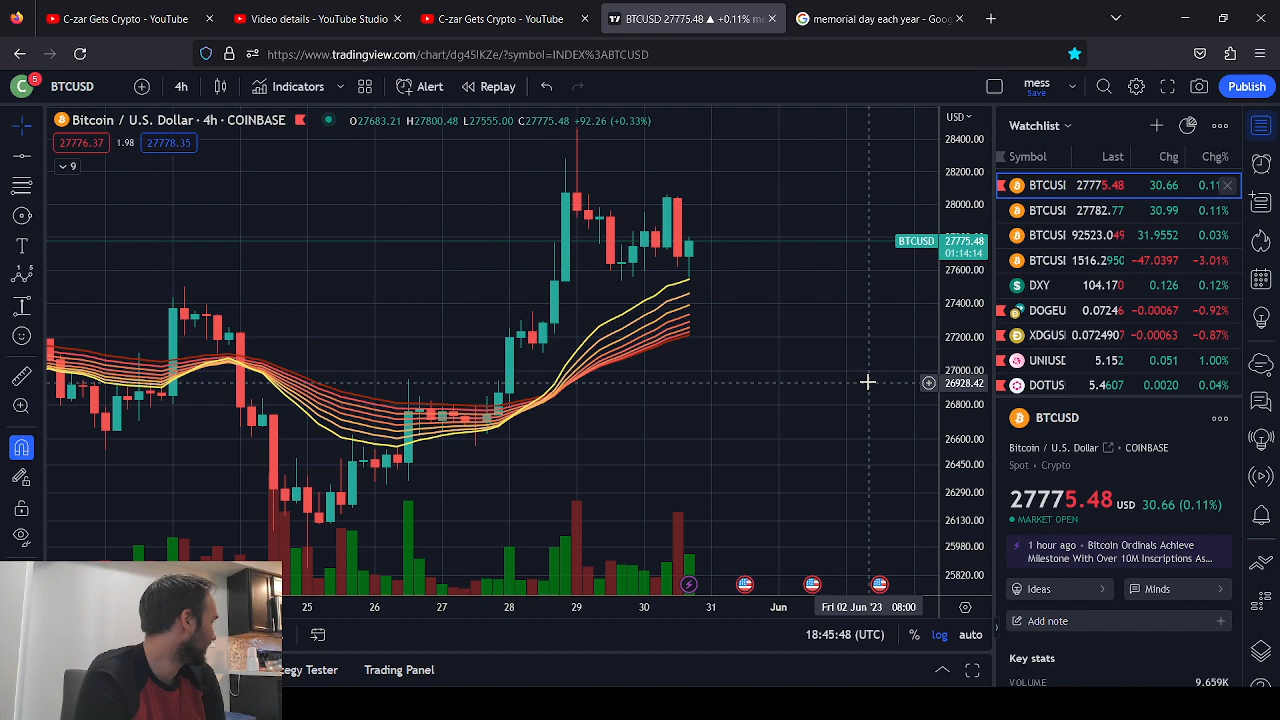 C-zar Gets Crypto - YouTube
Video details - YouTube Studio
C-zar Gets Crypto - YouTube
BTCUSD 27775.48 ▲ +0.11% me
memorial day each year - Goo
https://www.tradingview.com/chart/dg45lKZe/?symbol=INDEX%3ABTCUSD
C 5 BTCUSD 4h Indicators Alert Replay mess Save Publish
Bitcoin / U.S. Dollar · 4h · COINBASE O27683.21 H27800.48 L27555.00 C27775.48 +92.26 (+0.33%)
27776.37 1.98 27778.35
9
USD
28400.00
28200.00
28000.00
BTCUSD 27775.48
01:14:14
27600.00
27400.00
27200.00
27000.00
26928.42
26800.00
26600.00
26450.00
26290.00
26130.00
25980.00
25820.00
25 26 27 28 29 30 31 Jun Fri 02 Jun '23 08:00
18:45:48 (UTC) % log auto
egy Tester Trading Panel
Watchlist
Symbol Last Chg Chg%
BTCUSI 27775.48 30.66 0.11
BTCUSI 27782.77 30.99 0.11%
BTCUSI 92523.049 31.9552 0.03%
BTCUSI 1516.2950 −47.0397 −3.01%
DXY 104.170 0.126 0.12%
DOGEU 0.07246 −0.00067 −0.92%
XDGUSI 0.072490 −0.00063 −0.87%
UNIUSE 5.152 0.051 1.00%
DOTUS 5.4607 0.0020 0.04%
BTCUSD
Bitcoin / U.S. Dollar • COINBASE
Spot • Crypto
27775.48 USD 30.66 (0.11%)
MARKET OPEN
1 hour ago • Bitcoin Ordinals Achieve
Milestone With Over 10M Inscriptions As...
Ideas Minds
Add note
Key stats
VOLUME 9.659K